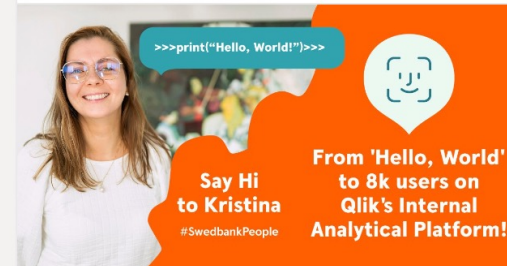 >>>print("Hello, World!")>>>
Say Hi
to Kristina
#SwedbankPeople
From 'Hello, World'
to 8k users on
Qlik's Internal
Analytical Platform!